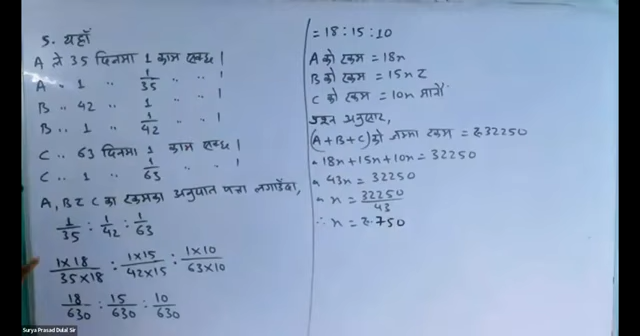 5. यहाँ
A ले 35 दिनमा 1 काम गर्छ।
A .. 1 .. 1/35 .. .. ।
B .. 42 .. 1 .. .. ।
B .. 1 .. 1/42 .. .. ।
C .. 63 दिनमा 1 काम गर्छ।
C .. 1 .. 1/63 .. .. ।
A, B र C को रकमका अनुपात पत्ता लगाउँदा,
1/35 : 1/42 : 1/63
1×18/35×18 : 1×15/42×15 : 1×10/63×10
18/630 : 15/630 : 10/630
= 18 : 15 : 10
A को रकम = 18x
B को रकम = 15x र
C को रकम = 10x मानौं
प्रश्न अनुसार,
(A+B+C) को जम्मा रकम = रु.32250
18x + 15x + 10x = 32250
43x = 32250
x = 32250/43
∴ x = रु.750
Surya Prasad Dulal Sir